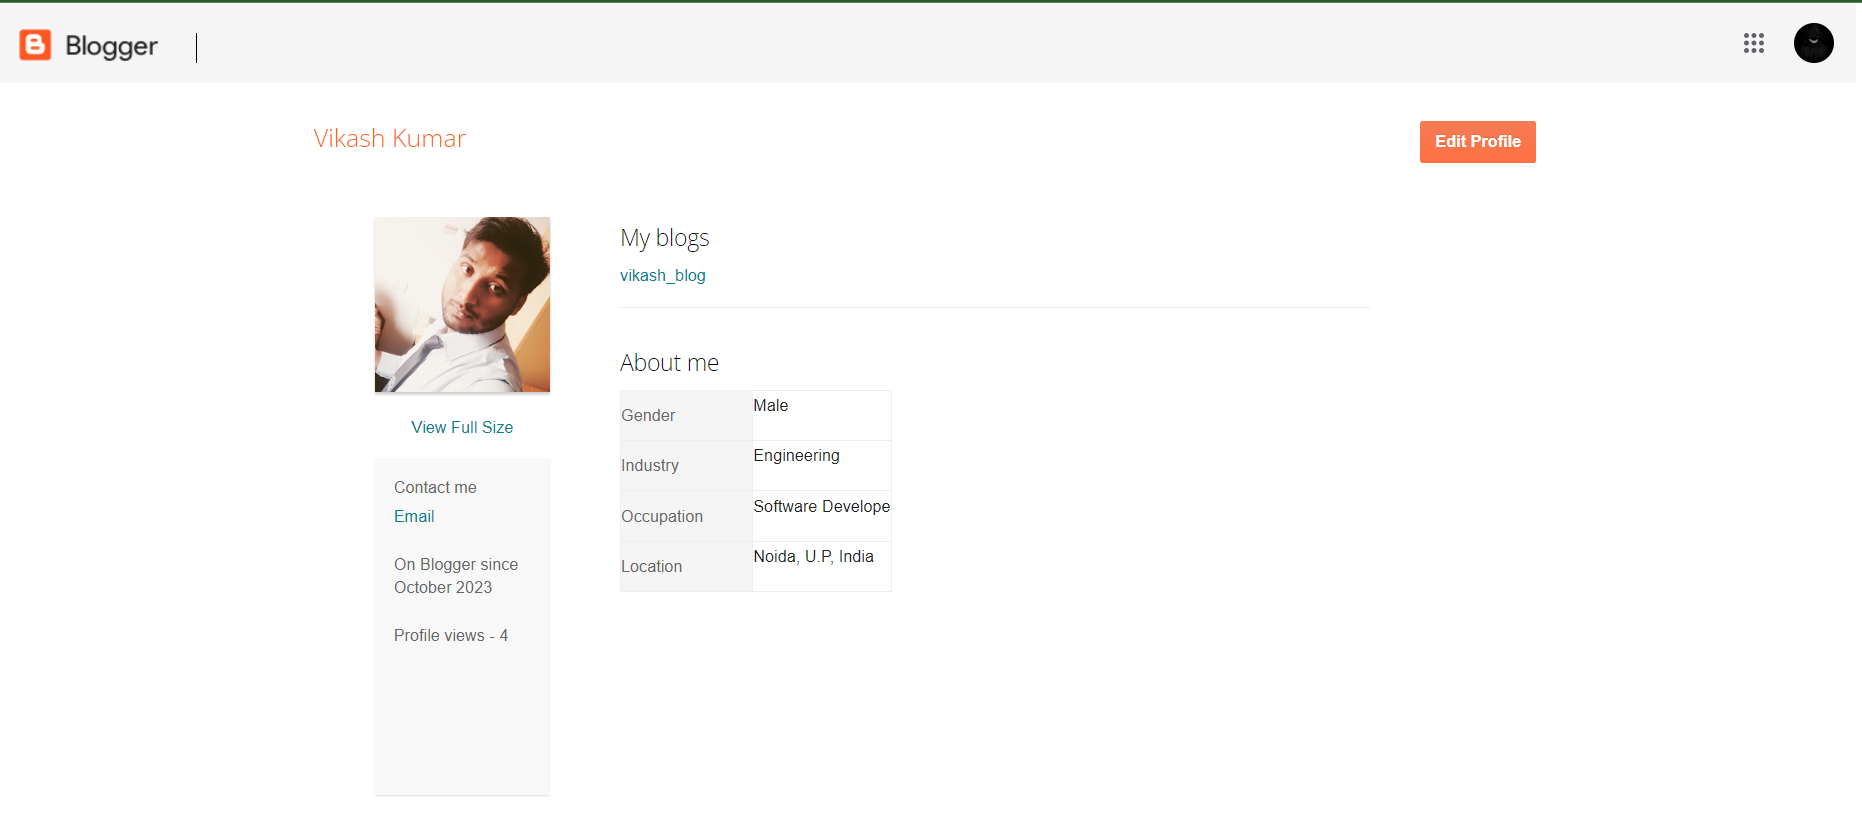 Blogger
Vikash Kumar
Edit Profile
My blogs
vikash_blog
About me
Gender Male
Industry Engineering
Occupation Software Develope
Location Noida, U.P, India
View Full Size
Contact me
Email
On Blogger since
October 2023
Profile views - 4